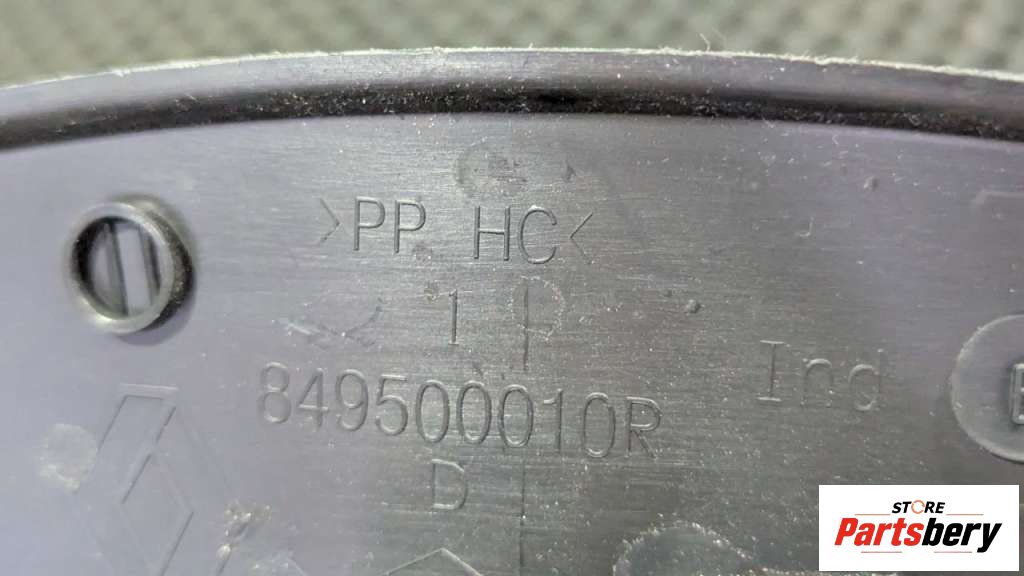 >PP HC<
1
849500010R
Ind
D
STORE
Partsbery